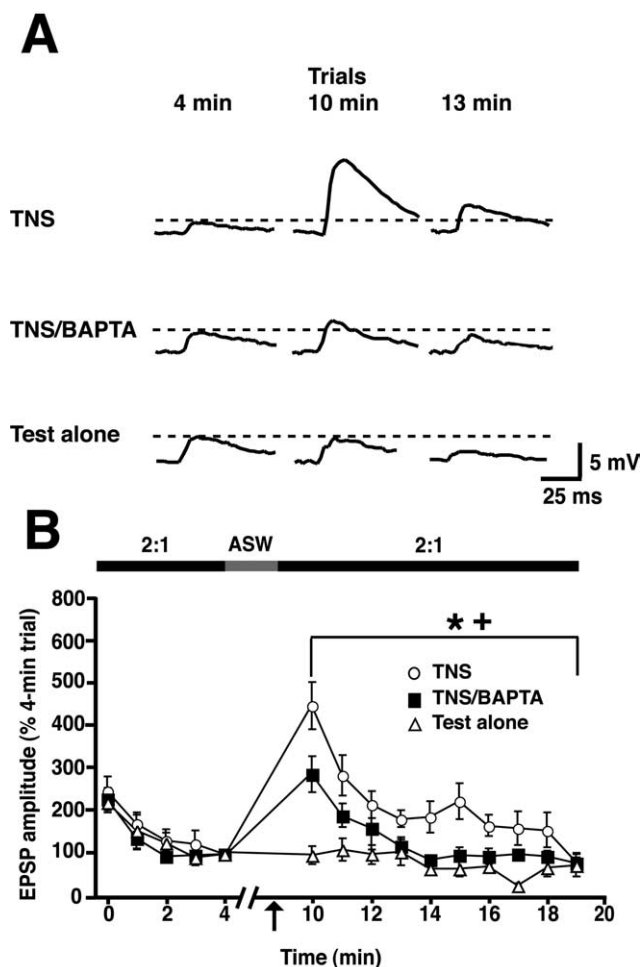 A
Trials
4 min 10 min 13 min
TNS
TNS/BAPTA
Test alone
5 mV
25 ms
B
2:1 ASW 2:1
800
600
500
400
300
200
100
0
* +
TNS
TNS/BAPTA
Test alone
EPSP amplitude (% 4-min trial)
0 2 4 10 12 14 16 18 20
Time (min)